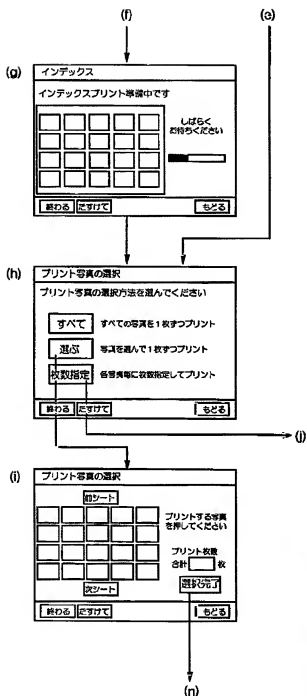 (f)
(e)
(g)
インデックス
インデックスプリント準備中です
しばらく
お待ちください
終わる たすけて もどる
(h)
プリント写真の選択
プリント写真の選択方法を選んでください
すべて すべての写真を1枚ずつプリント
選ぶ 写真を選んで1枚ずつプリント
枚数指定 各写真毎に枚数指定してプリント
終わる たすけて もどる
(j)
(i)
プリント写真の選択
前シート
プリントする写真
を押してください
プリント枚数
合計 枚
次シート 選択完了
終わる たすけて もどる
(n)